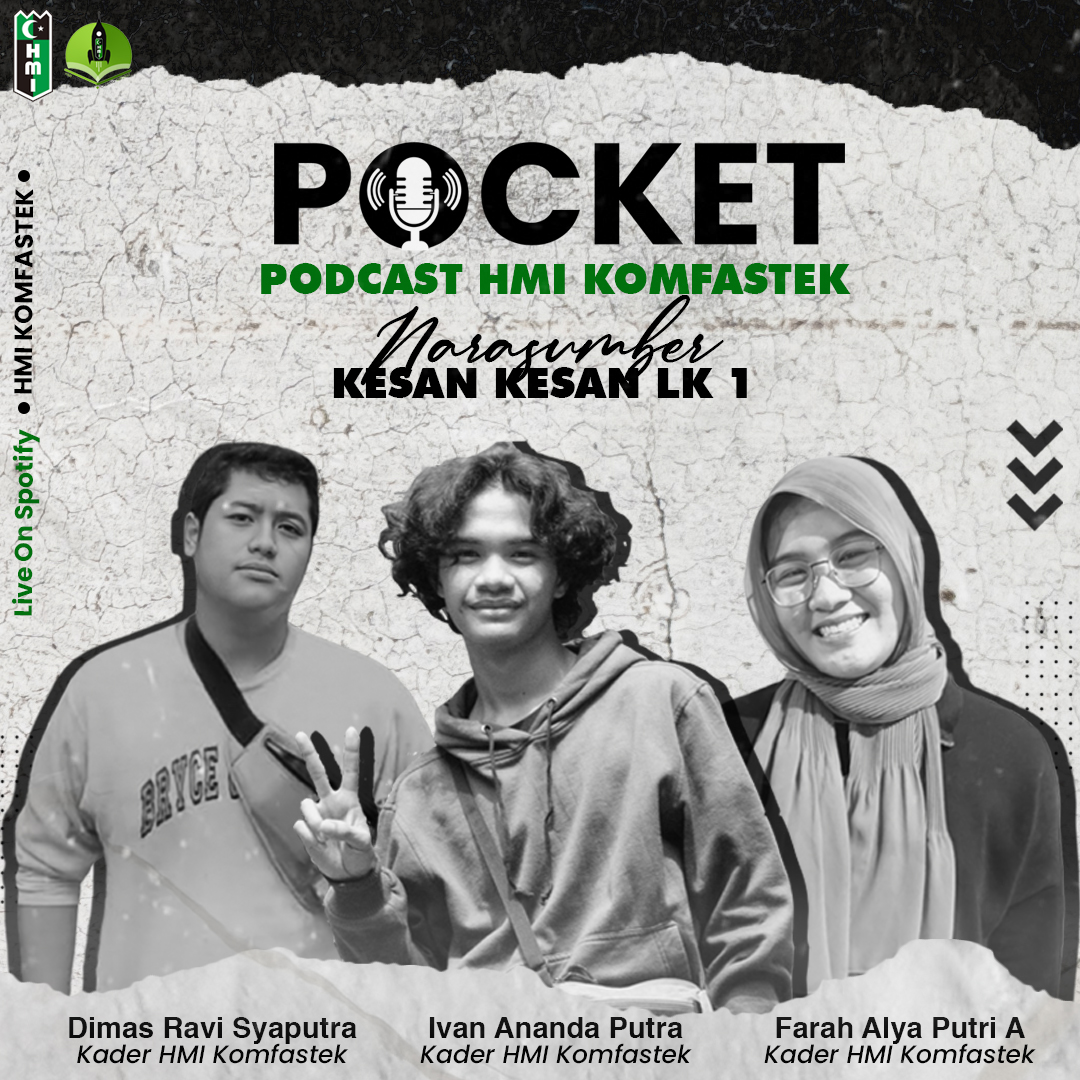 HMI
POCKET
PODCAST HMI KOMFASTEK
Narasumber
KESAN KESAN LK 1
Live On Spotify • HMI KOMFASTEK •
BRYCE
Dimas Ravi Syaputra
Kader HMI Komfastek
Ivan Ananda Putra
Kader HMI Komfastek
Farah Alya Putri A
Kader HMI Komfastek